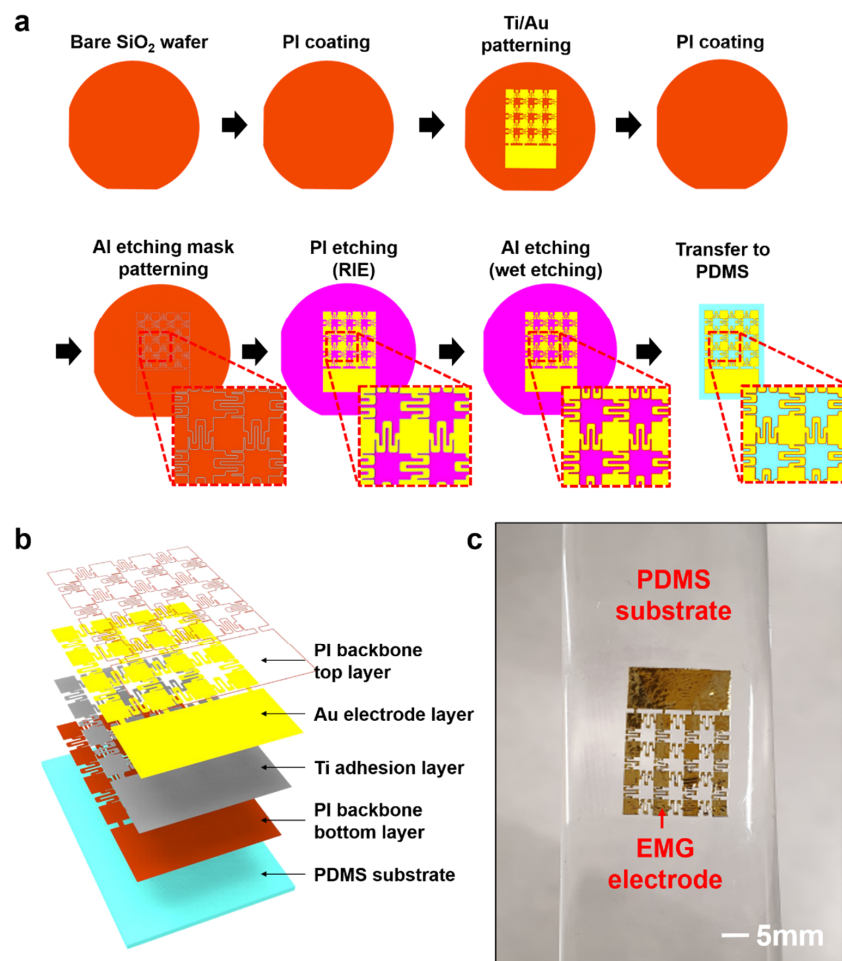 a
Bare SiO₂ wafer
PI coating
Ti/Au
patterning
PI coating
Al etching mask
patterning
PI etching
(RIE)
Al etching
(wet etching)
Transfer to
PDMS
b
PI backbone
top layer
Au electrode layer
Ti adhesion layer
PI backbone
bottom layer
PDMS substrate
c
PDMS
substrate
EMG
electrode
5mm